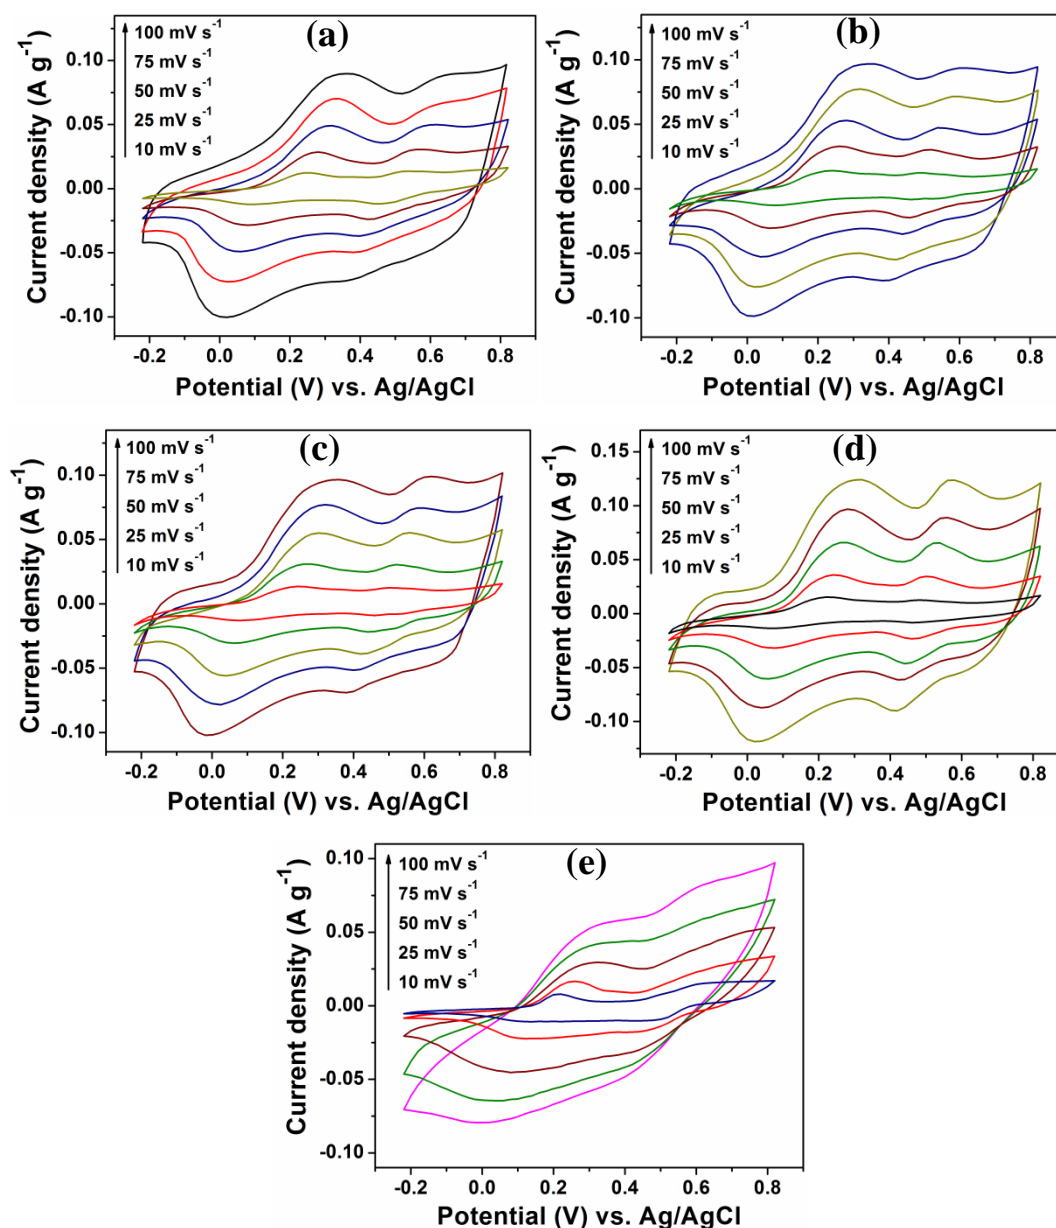 (a)
100 mV s⁻¹
75 mV s⁻¹
50 mV s⁻¹
25 mV s⁻¹
10 mV s⁻¹
Current density (A g⁻¹)
0.10
0.05
0.00
-0.05
-0.10
-0.2 0.0 0.2 0.4 0.6 0.8
Potential (V) vs. Ag/AgCl
(b)
100 mV s⁻¹
75 mV s⁻¹
50 mV s⁻¹
25 mV s⁻¹
10 mV s⁻¹
Current density (A g⁻¹)
0.10
0.05
0.00
-0.05
-0.10
-0.2 0.0 0.2 0.4 0.6 0.8
Potential (V) vs. Ag/AgCl
(c)
100 mV s⁻¹
75 mV s⁻¹
50 mV s⁻¹
25 mV s⁻¹
10 mV s⁻¹
Current density (A g⁻¹)
0.10
0.05
0.00
-0.05
-0.10
-0.2 0.0 0.2 0.4 0.6 0.8
Potential (V) vs. Ag/AgCl
(d)
100 mV s⁻¹
75 mV s⁻¹
50 mV s⁻¹
25 mV s⁻¹
10 mV s⁻¹
Current density (A g⁻¹)
0.15
0.10
0.05
0.00
-0.05
-0.10
-0.2 0.0 0.2 0.4 0.6 0.8
Potential (V) vs. Ag/AgCl
(e)
100 mV s⁻¹
75 mV s⁻¹
50 mV s⁻¹
25 mV s⁻¹
10 mV s⁻¹
Current density (A g⁻¹)
0.10
0.05
0.00
-0.05
-0.10
-0.2 0.0 0.2 0.4 0.6 0.8
Potential (V) vs. Ag/AgCl